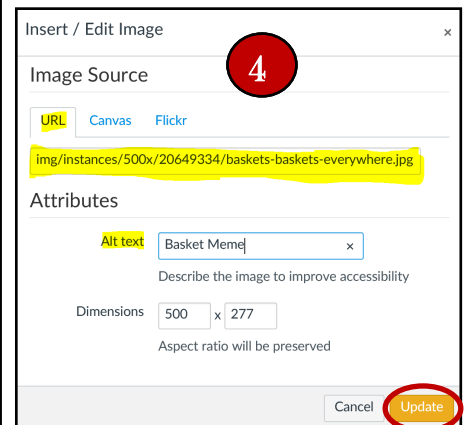 Insert / Edit Image ×
4
Image Source
URL Canvas Flickr
img/instances/500x/20649334/baskets-baskets-everywhere.jpg
Attributes
Alt text Basket Meme ×
Describe the image to improve accessibility
Dimensions 500 x 277
Aspect ratio will be preserved
Cancel Update